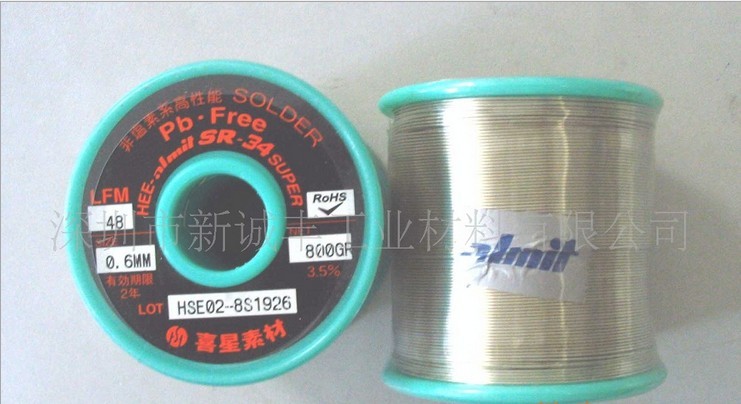 非卤素系高性能 SOLDER
Pb·Free
HEE-almit SR-34 SUPER
LFM
48
RoHS
0.6MM
800GR
3.5%
有効期限
2年
LOT HSE02-8S1926
喜星素材
almit
深圳市新诚丰工业材料有限公司